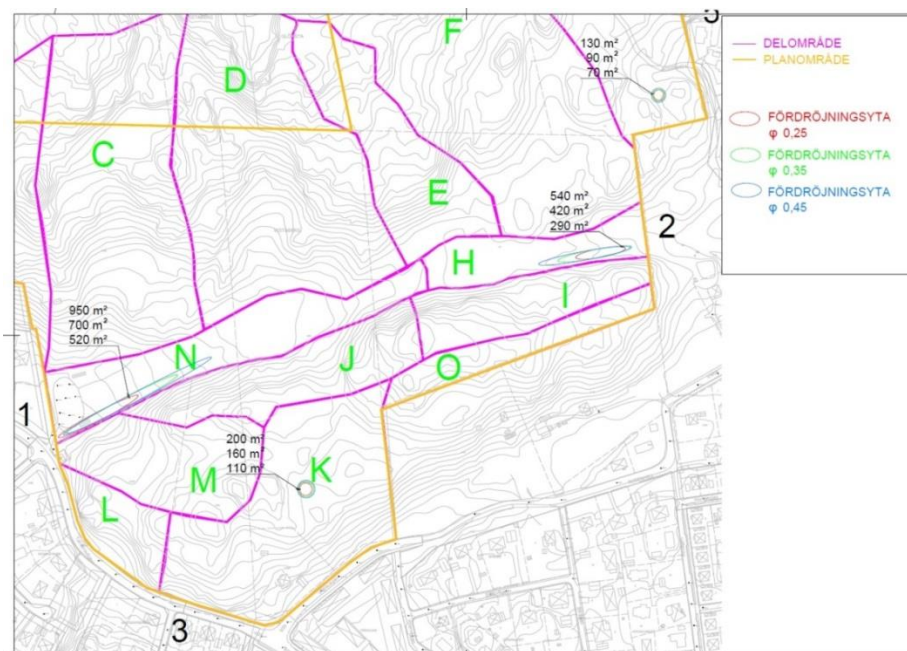 F
5
130 m²
90 m²
70 m²
D
C
E
540 m²
420 m²
290 m²
2
H
I
950 m²
700 m²
520 m²
N
J
O
1
200 m²
160 m²
110 m²
M
K
L
3
DELOMRÅDE
PLANOMRÅDE
FÖRDRÖJNINGSYTA
φ 0,25
FÖRDRÖJNINGSYTA
φ 0,35
FÖRDRÖJNINGSYTA
φ 0,45